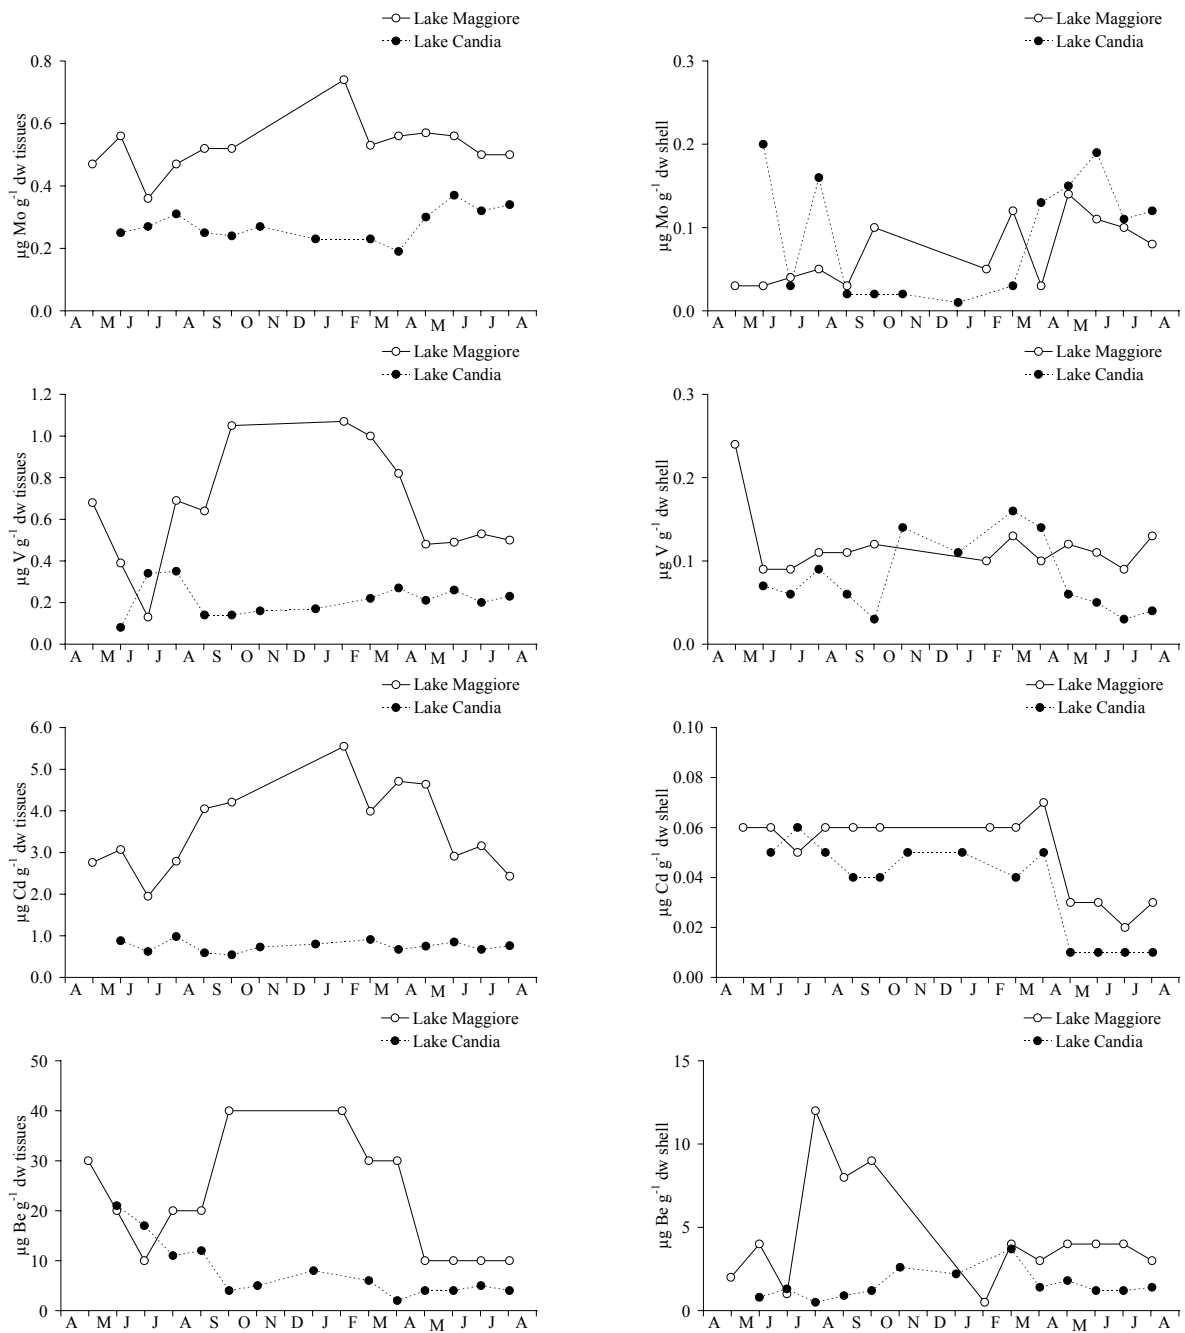 Lake Maggiore
Lake Candia
µg Mo g-1 dw tissues
0.8
0.6
0.4
0.2
0.0
A M J J A S O N D J F M A M J J A
Lake Maggiore
Lake Candia
µg Mo g-1 dw shell
0.3
0.2
0.1
0.0
A M J J A S O N D J F M A M J J A
Lake Maggiore
Lake Candia
µg V g-1 dw tissues
1.2
1.0
0.8
0.6
0.4
0.2
0.0
A M J J A S O N D J F M A M J J A
Lake Maggiore
Lake Candia
µg V g-1 dw shell
0.3
0.2
0.1
0.0
A M J J A S O N D J F M A M J J A
Lake Maggiore
Lake Candia
µg Cd g-1 dw tissues
6.0
5.0
4.0
3.0
2.0
1.0
0.0
A M J J A S O N D J F M A M J J A
Lake Maggiore
Lake Candia
µg Cd g-1 dw shell
0.10
0.08
0.06
0.04
0.02
0.00
A M J J A S O N D J F M A M J J A
Lake Maggiore
Lake Candia
µg Be g-1 dw tissues
50
40
30
20
10
0
A M J J A S O N D J F M A M J J A
Lake Maggiore
Lake Candia
µg Be g-1 dw shell
15
10
5
0
A M J J A S O N D J F M A M J J A